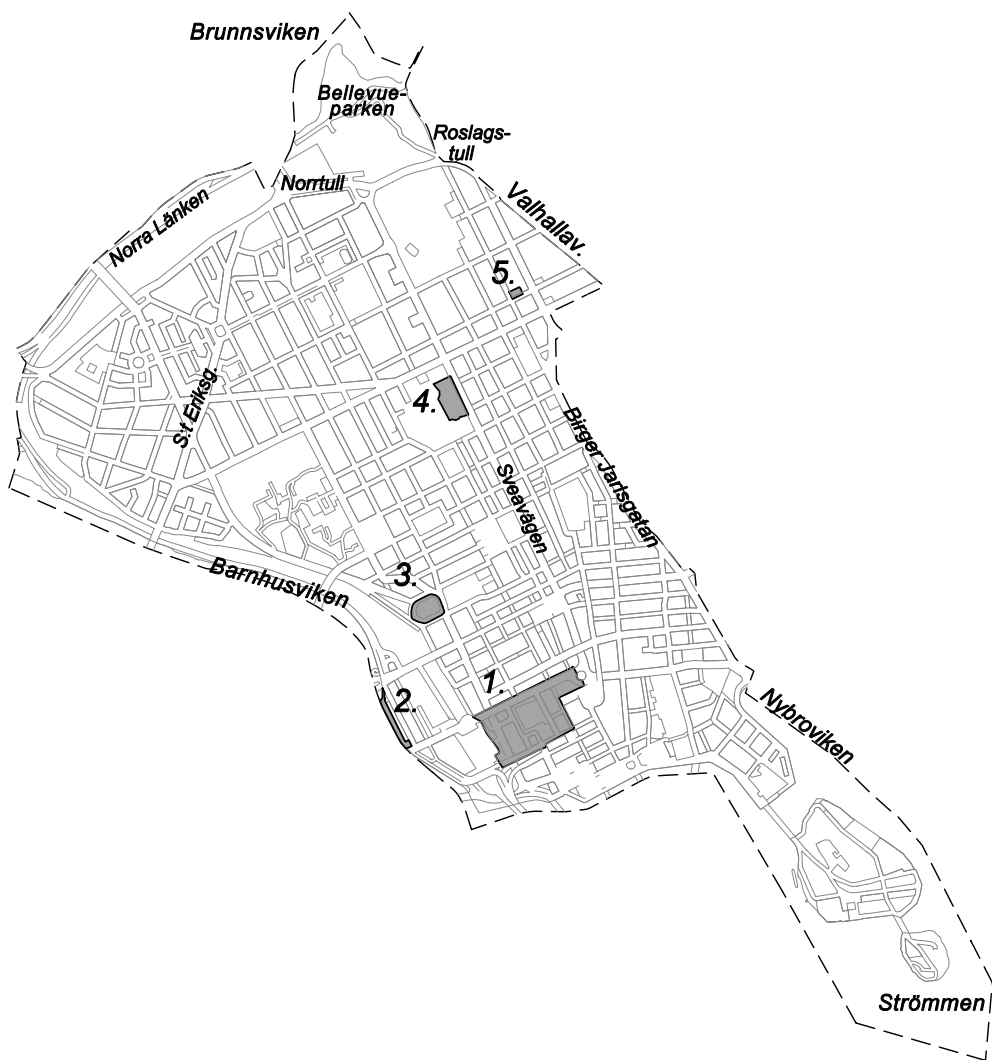 Brunnsviken
Bellevue-
parken
Roslags-
tull
Norrtull
Valhallav.
Norra Länken
5.
S:t Eriksg.
4.
Birger Jarlsgatan
Sveavägen
3.
Barnhusviken
1.
2.
Nybroviken
Strömmen